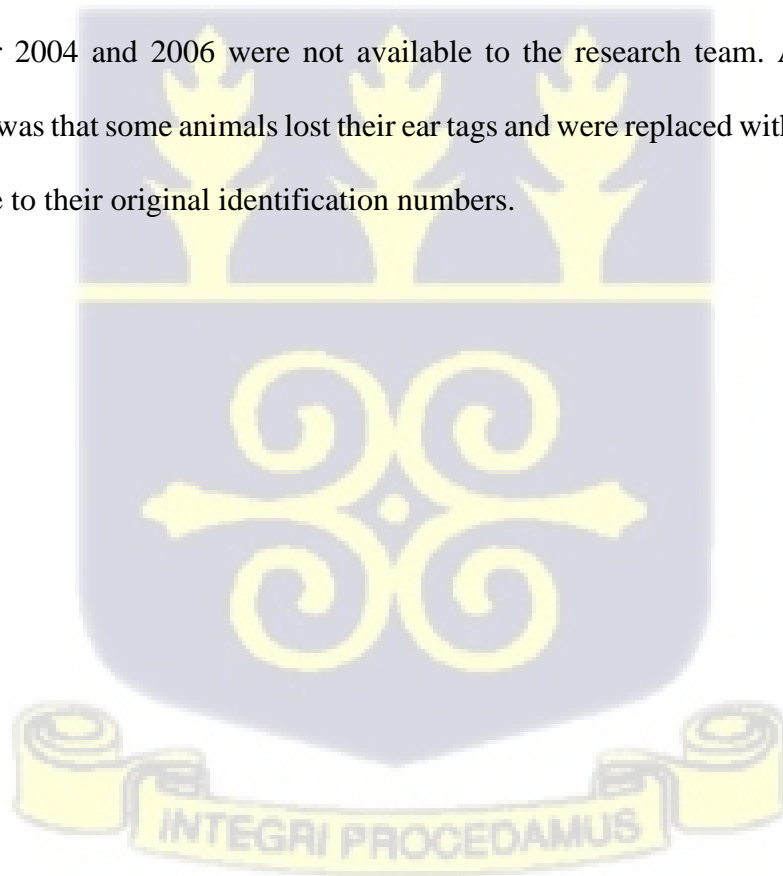 2004 and 2006 were not available to the research team.
was that some animals lost their ear tags and were replaced with
to their original identification numbers.
INTEGRI PROCEDAMUS